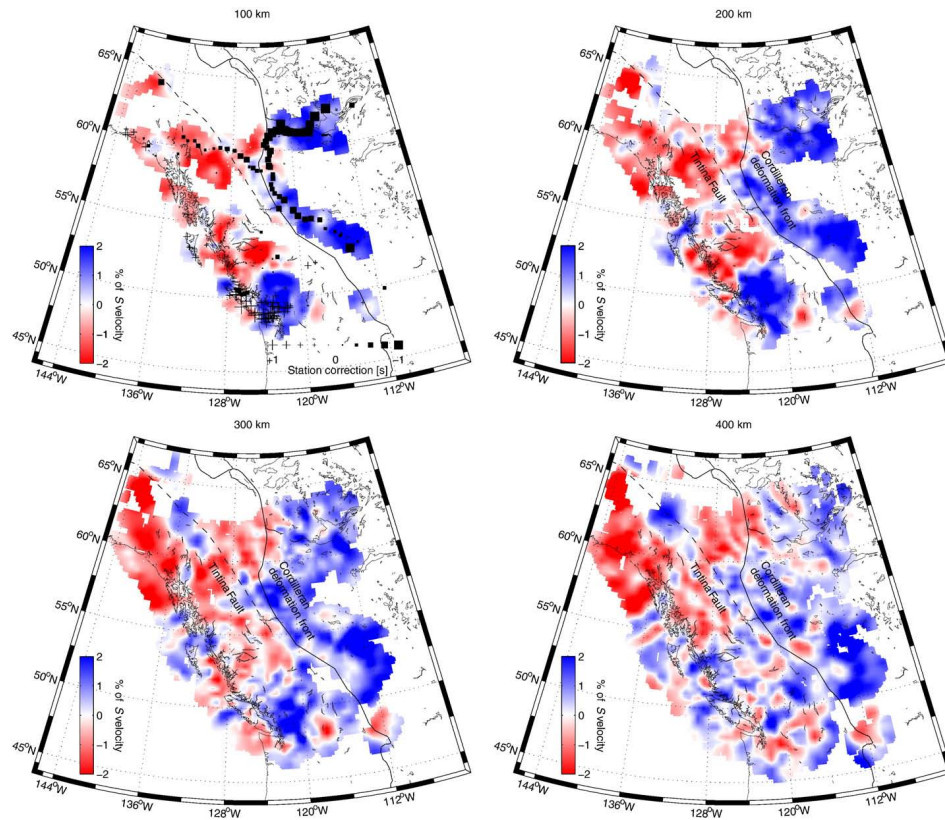 100 km
65°N
60°N
55°N
50°N
45°N
144°W
136°W
128°W
120°W
112°W
2
1
0
−1
−2
% of S velocity
+1
0
−1
Station correction [s]
200 km
65°N
60°N
55°N
50°N
45°N
144°W
136°W
128°W
120°W
112°W
2
1
0
−1
−2
% of S velocity
Tintina Fault
Cordilleran
deformation front
300 km
65°N
60°N
55°N
50°N
45°N
144°W
136°W
128°W
120°W
112°W
2
1
0
−1
−2
% of S velocity
Tintina Fault
Cordilleran
deformation front
400 km
65°N
60°N
55°N
50°N
45°N
144°W
136°W
128°W
120°W
112°W
2
1
0
−1
−2
% of S velocity
Tintina Fault
Cordilleran
deformation front